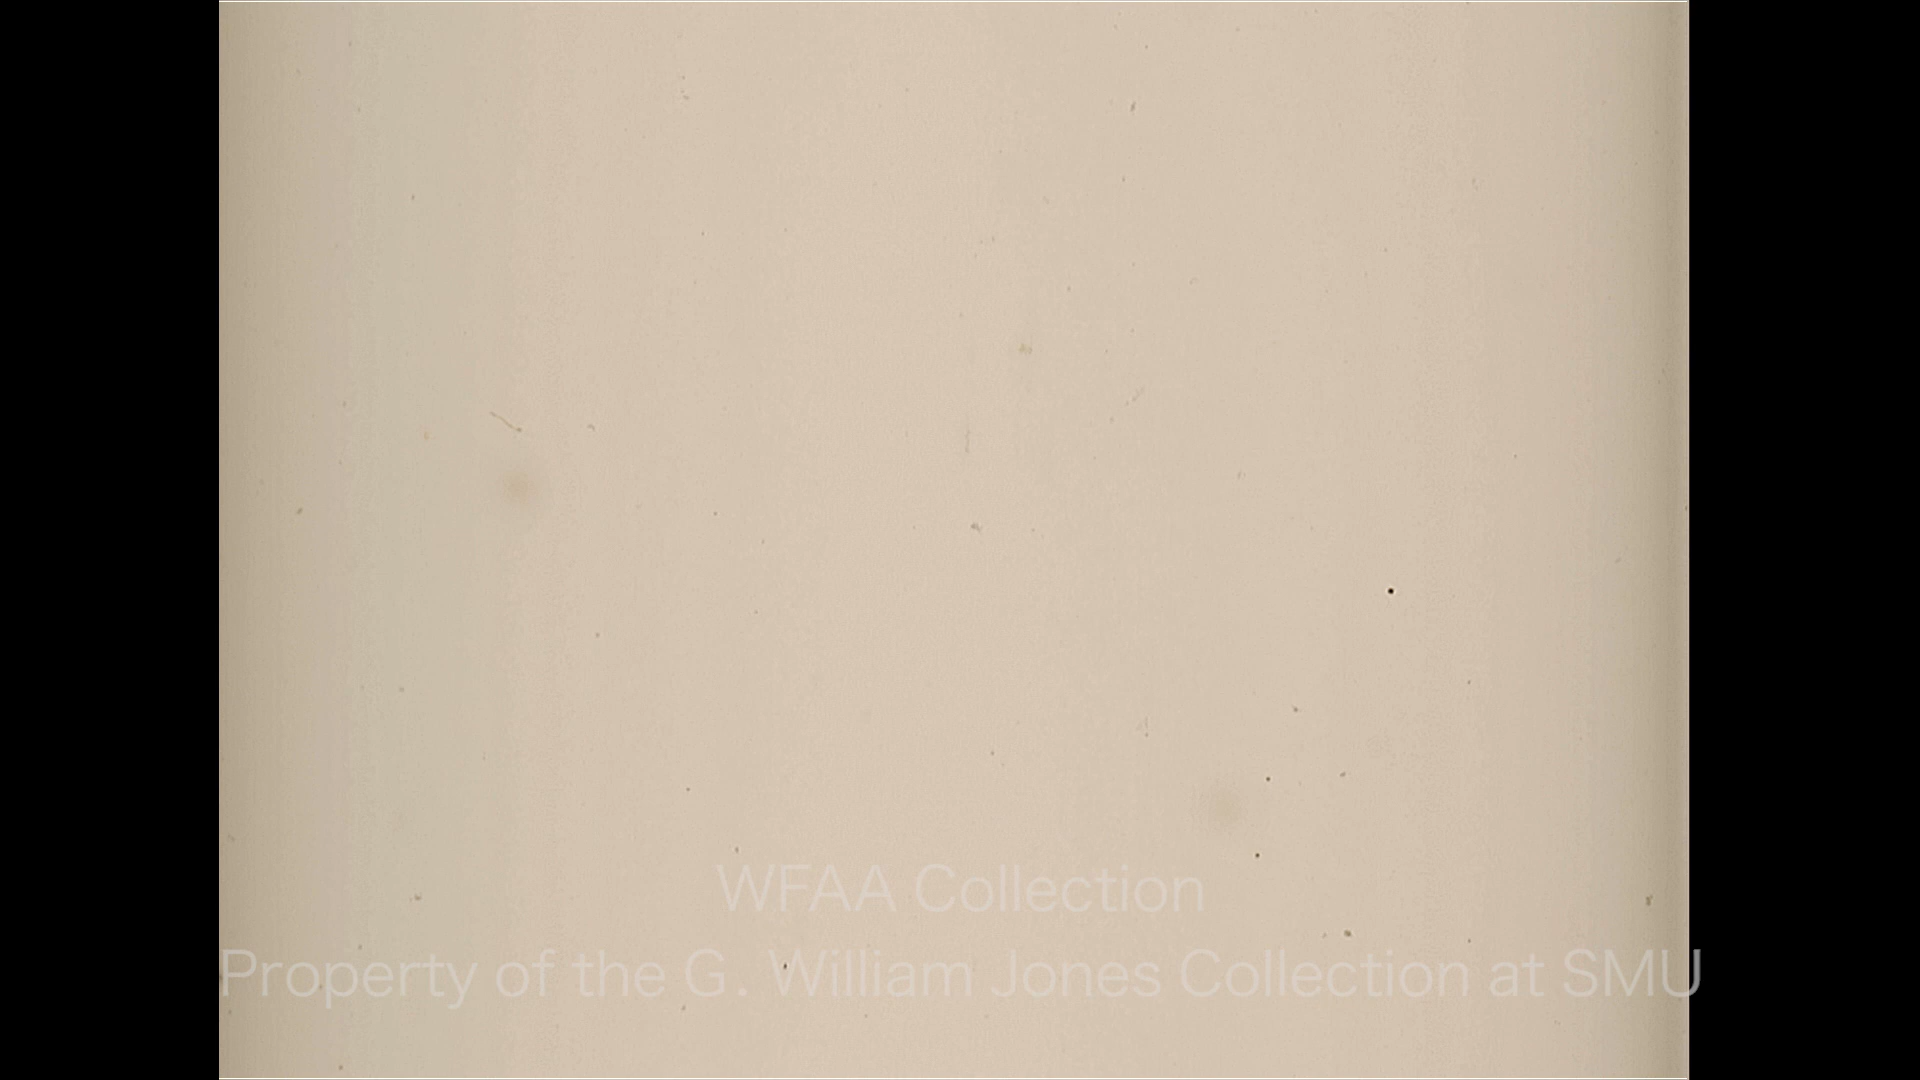 WFAA Collection
Property of the G. William Jones Collection at SMU